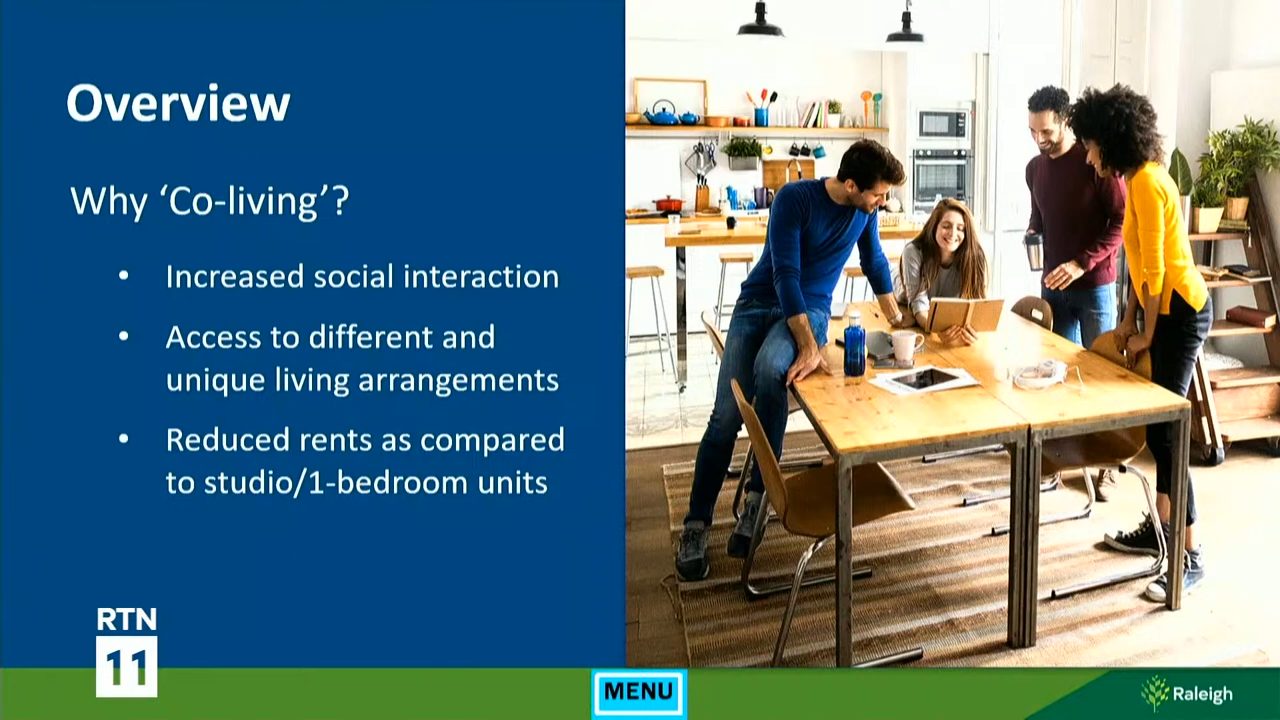 Overview
Why ‘Co-living’?
• Increased social interaction
• Access to different and
unique living arrangements
• Reduced rents as compared
to studio/1-bedroom units
RTN
11
MENU
Raleigh